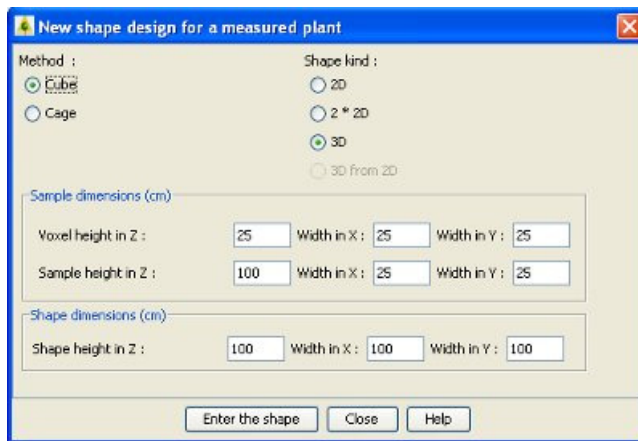 New shape design for a measured plant
Method :
Shape kind :
Cube
2D
Cage
2 * 2D
3D
3D from 2D
Sample dimensions (cm)
Voxel height in Z : 25 Width in X : 25 Width in Y : 25
Sample height in Z : 100 Width in X : 25 Width in Y : 25
Shape dimensions (cm)
Shape height in Z : 100 Width in X : 100 Width in Y : 100
Enter the shape Close Help